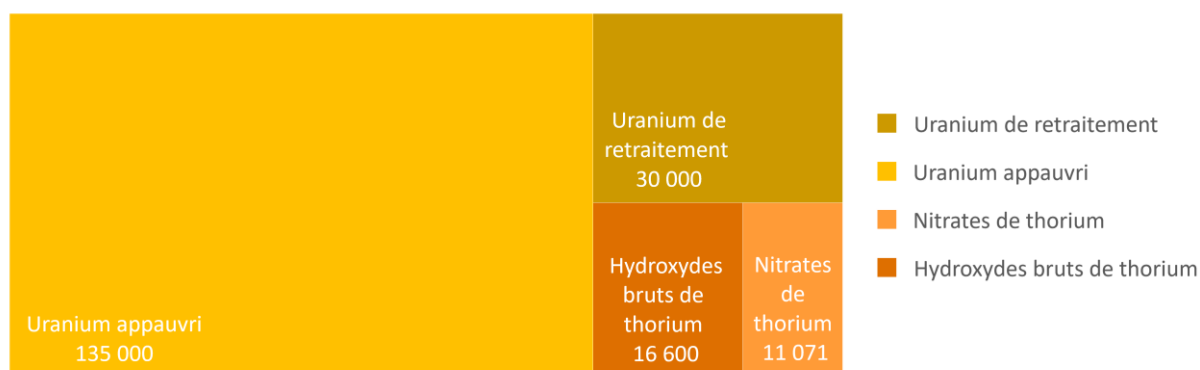 Uranium appauvri
135 000
Uranium de
retraitement
30 000
Hydroxydes
bruts de
thorium
16 600
Nitrates
de
thorium
11 071
Uranium de retraitement
Uranium appauvri
Nitrates de thorium
Hydroxydes bruts de thorium